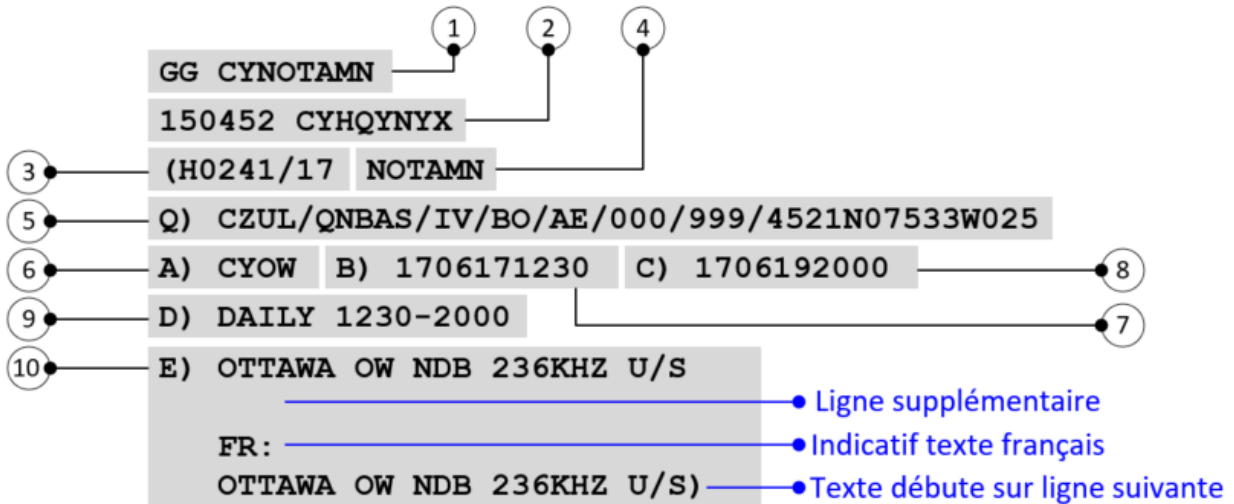 1 2 4
GG CYNOTAMN
150452 CYHQYNYX
3 (H0241/17 NOTAMN
5 Q) CZUL/QNBAS/IV/BO/AE/000/999/4521N07533W025
6 A) CYOW B) 1706171230 C) 1706192000 8
9 D) DAILY 1230-2000 7
10 E) OTTAWA OW NDB 236KHZ U/S
Ligne supplémentaire
FR: Indicatif texte français
OTTAWA OW NDB 236KHZ U/S) Texte débute sur ligne suivante